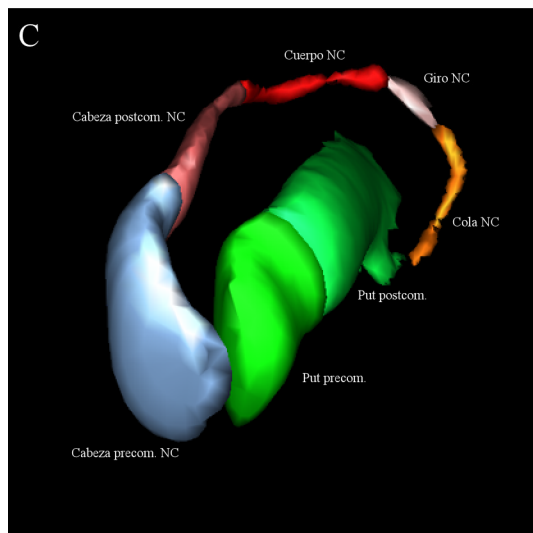 C
Cuerpo NC
Giro NC
Cabeza postcom. NC
Cola NC
Put postcom.
Put precom.
Cabeza precom. NC